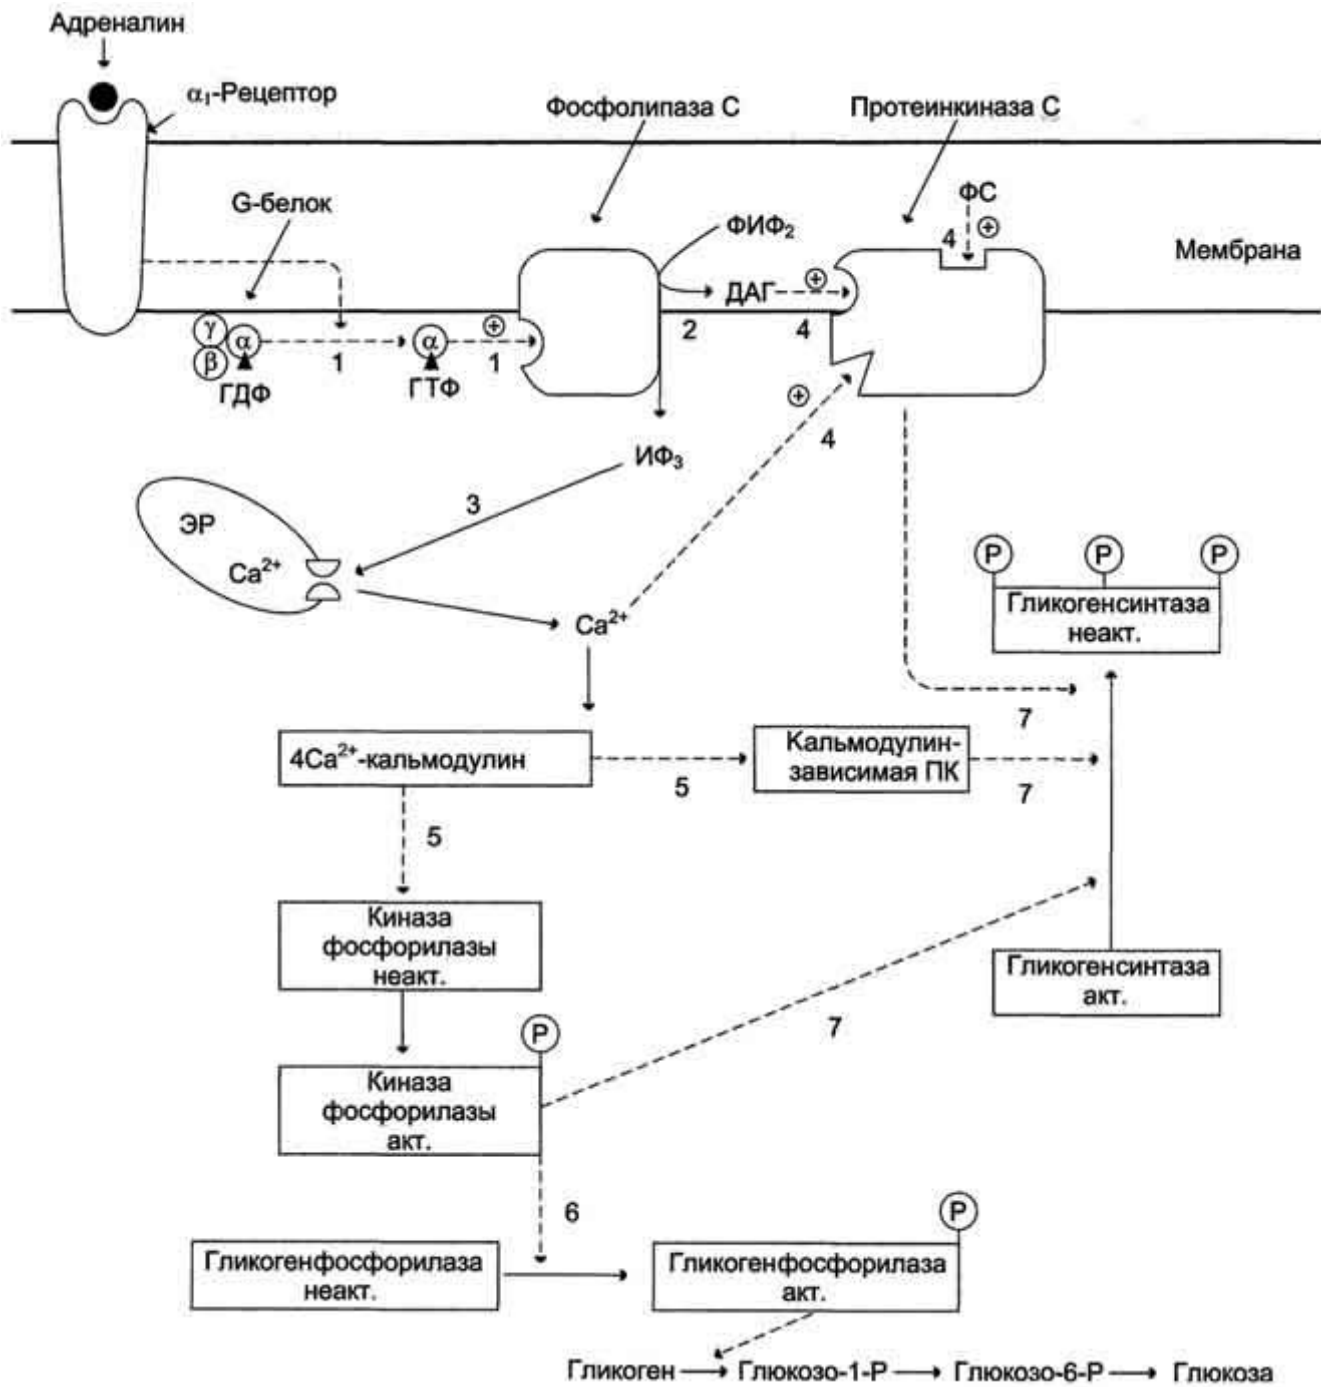 Адреналин
α₁-Рецептор
Фосфолипаза С
Протеинкиназа С
G-белок
ФС
4
+
ФИФ₂
Мембрана
ДАГ
+
4
2
γ
β
α
ГДФ
1
α
ГТФ
+
1
+
4
ИФ₃
3
ЭР
Ca²⁺
Ca²⁺
P
P
P
Гликогенсинтаза
неакт.
7
4Ca²⁺-кальмодулин
5
Кальмодулин-
зависимая ПК
7
5
Киназа
фосфорилазы
неакт.
Гликогенсинтаза
акт.
7
P
Киназа
фосфорилазы
акт.
6
P
Гликогенфосфорилаза
неакт.
Гликогенфосфорилаза
акт.
Гликоген Глюкозо-1-Р Глюкозо-6-Р Глюкоза